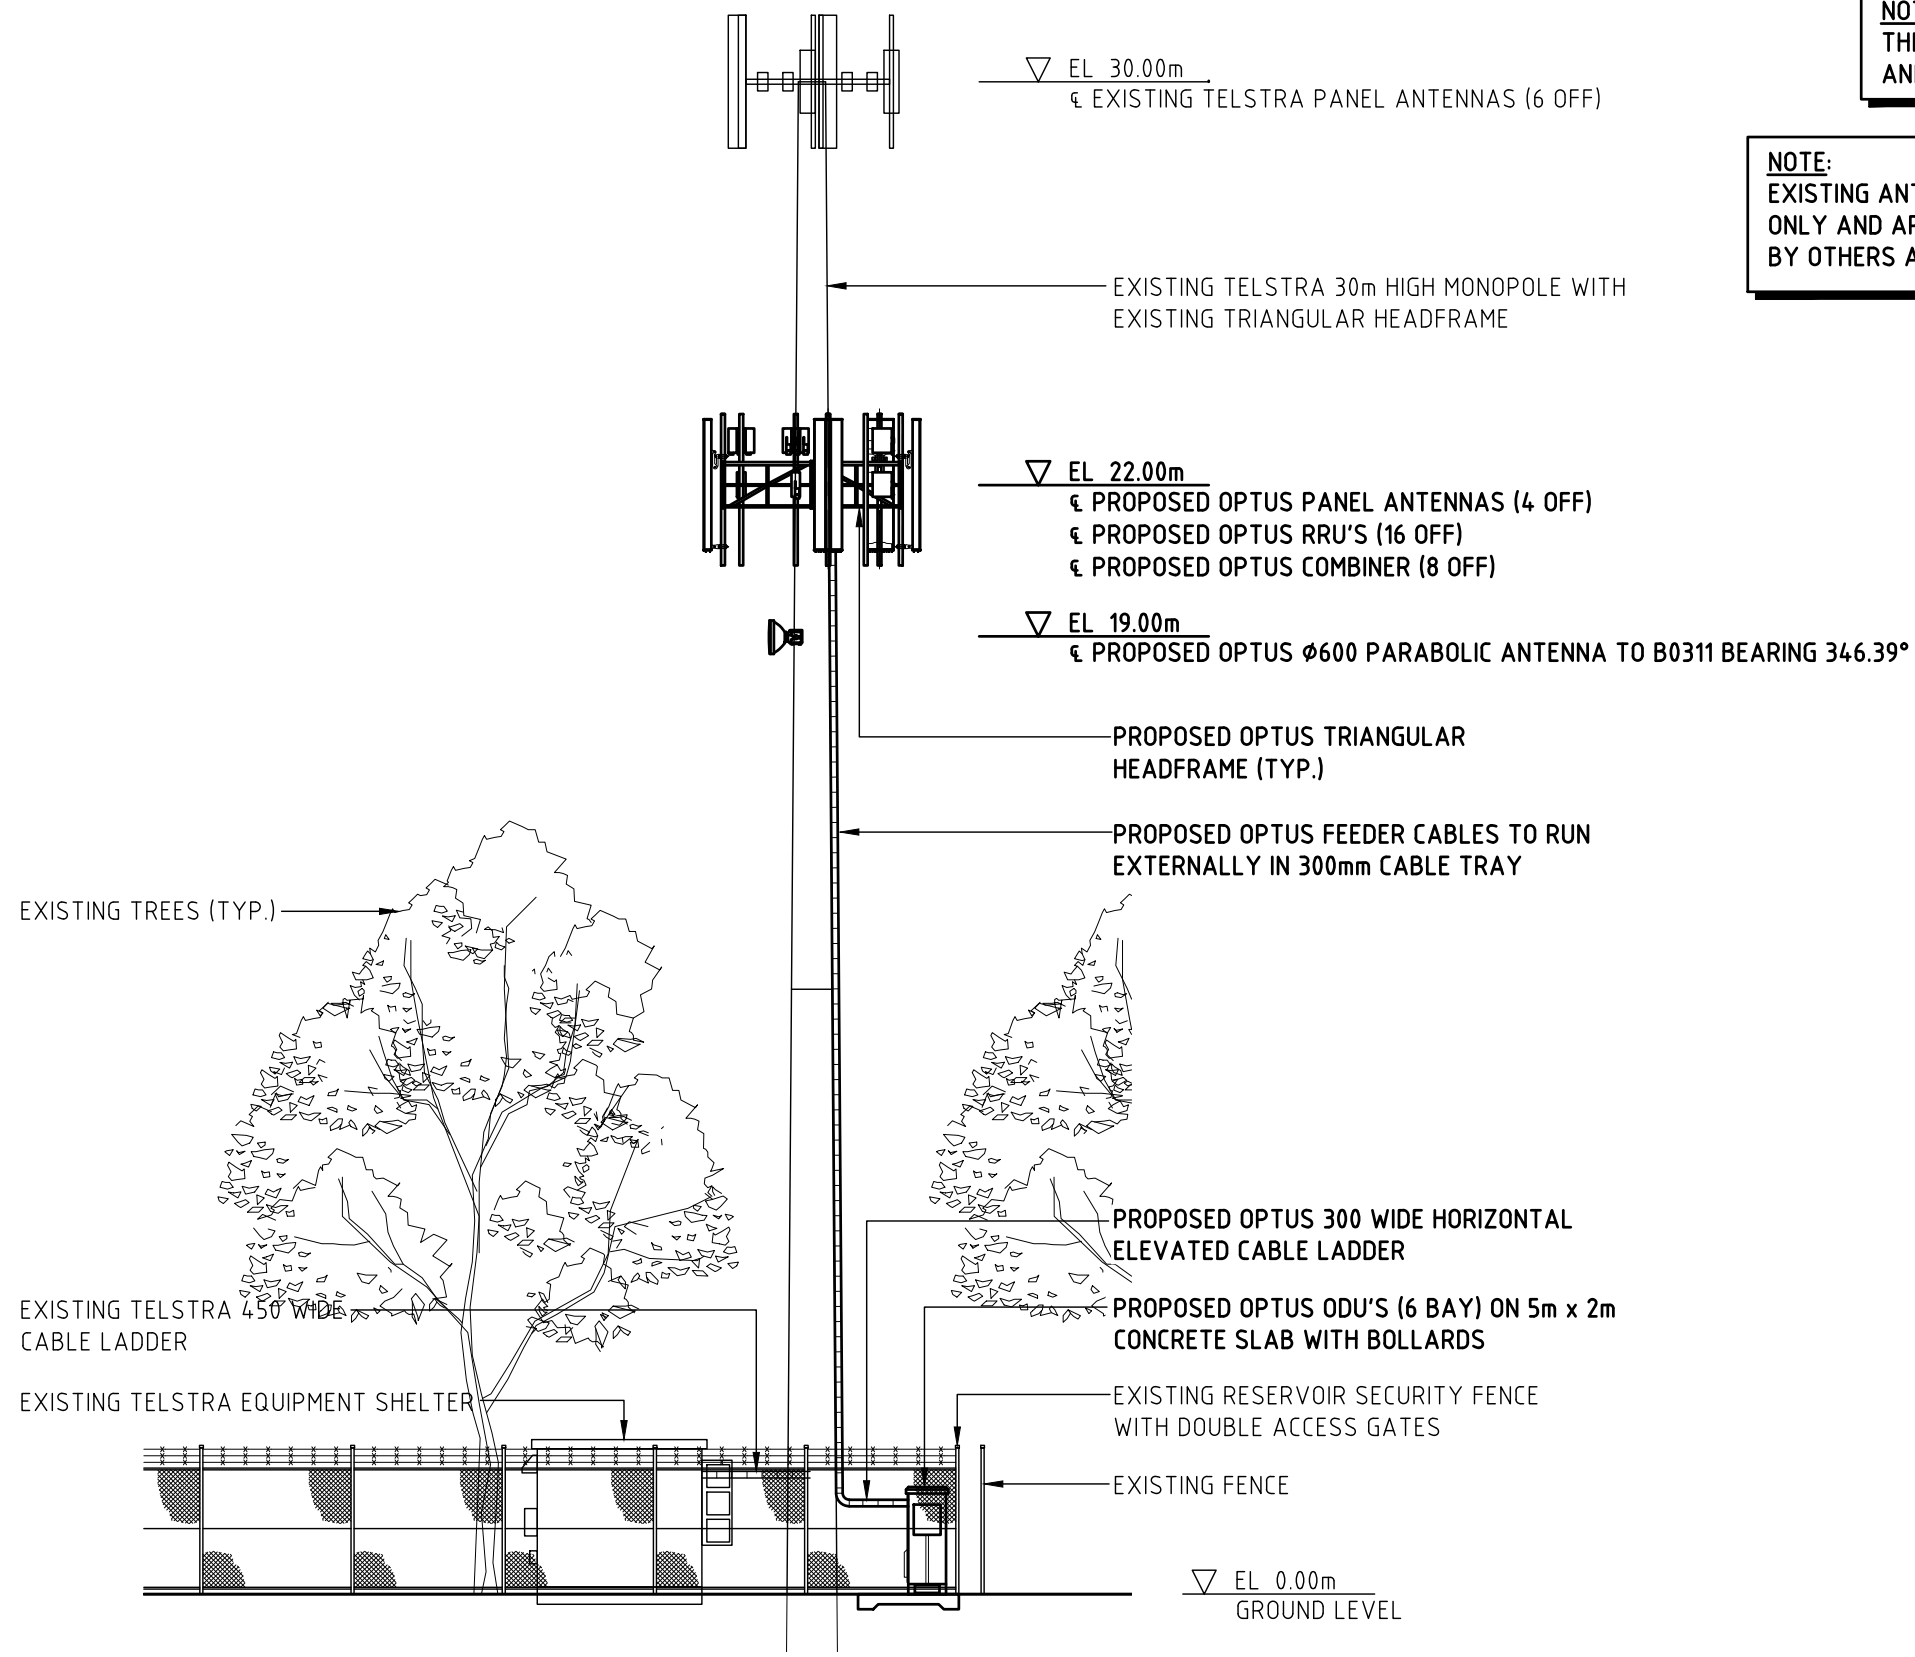 NOTE:
EXISTING
ONLY AND
BY OTHERS
EL 30.00m
℄ EXISTING TELSTRA PANEL ANTENNAS (6 OFF)
EXISTING TELSTRA 30m HIGH MONOPOLE WITH
EXISTING TRIANGULAR HEADFRAME
EL 22.00m
℄ PROPOSED OPTUS PANEL ANTENNAS (4 OFF)
℄ PROPOSED OPTUS RRU'S (16 OFF)
℄ PROPOSED OPTUS COMBINER (8 OFF)
EL 19.00m
℄ PROPOSED OPTUS Ø600 PARABOLIC ANTENNA TO B0311 BEARING 346.39°
PROPOSED OPTUS TRIANGULAR
HEADFRAME (TYP.)
PROPOSED OPTUS FEEDER CABLES TO RUN
EXTERNALLY IN 300mm CABLE TRAY
EXISTING TREES (TYP.)
PROPOSED OPTUS 300 WIDE HORIZONTAL
ELEVATED CABLE LADDER
EXISTING TELSTRA 450 WIDE
CABLE LADDER
PROPOSED OPTUS ODU'S (6 BAY) ON 5m x 2m
CONCRETE SLAB WITH BOLLARDS
EXISTING TELSTRA EQUIPMENT SHELTER
EXISTING RESERVOIR SECURITY FENCE
WITH DOUBLE ACCESS GATES
EXISTING FENCE
EL 0.00m
GROUND LEVEL